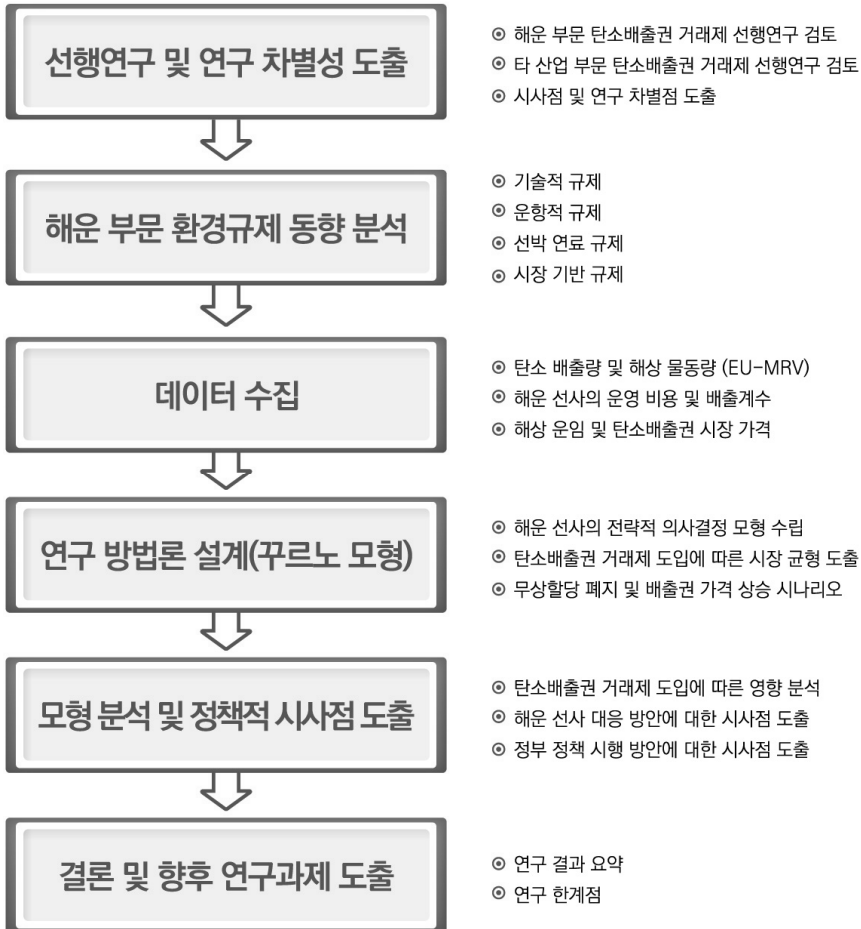 선행연구 및 연구 차별성 도출
◉ 해운 부문 탄소배출권 거래제 선행연구 검토
◉ 타 산업 부문 탄소배출권 거래제 선행연구 검토
◉ 시사점 및 연구 차별점 도출
해운 부문 환경규제 동향 분석
◉ 기술적 규제
◉ 운항적 규제
◉ 선박 연료 규제
◉ 시장 기반 규제
데이터 수집
◉ 탄소 배출량 및 해상 물동량 (EU-MRV)
◉ 해운 선사의 운영 비용 및 배출계수
◉ 해상 운임 및 탄소배출권 시장 가격
연구 방법론 설계(꾸르노 모형)
◉ 해운 선사의 전략적 의사결정 모형 수립
◉ 탄소배출권 거래제 도입에 따른 시장 균형 도출
◉ 무상할당 폐지 및 배출권 가격 상승 시나리오
모형 분석 및 정책적 시사점 도출
◉ 탄소배출권 거래제 도입에 따른 영향 분석
◉ 해운 선사 대응 방안에 대한 시사점 도출
◉ 정부 정책 시행 방안에 대한 시사점 도출
결론 및 향후 연구과제 도출
◉ 연구 결과 요약
◉ 연구 한계점